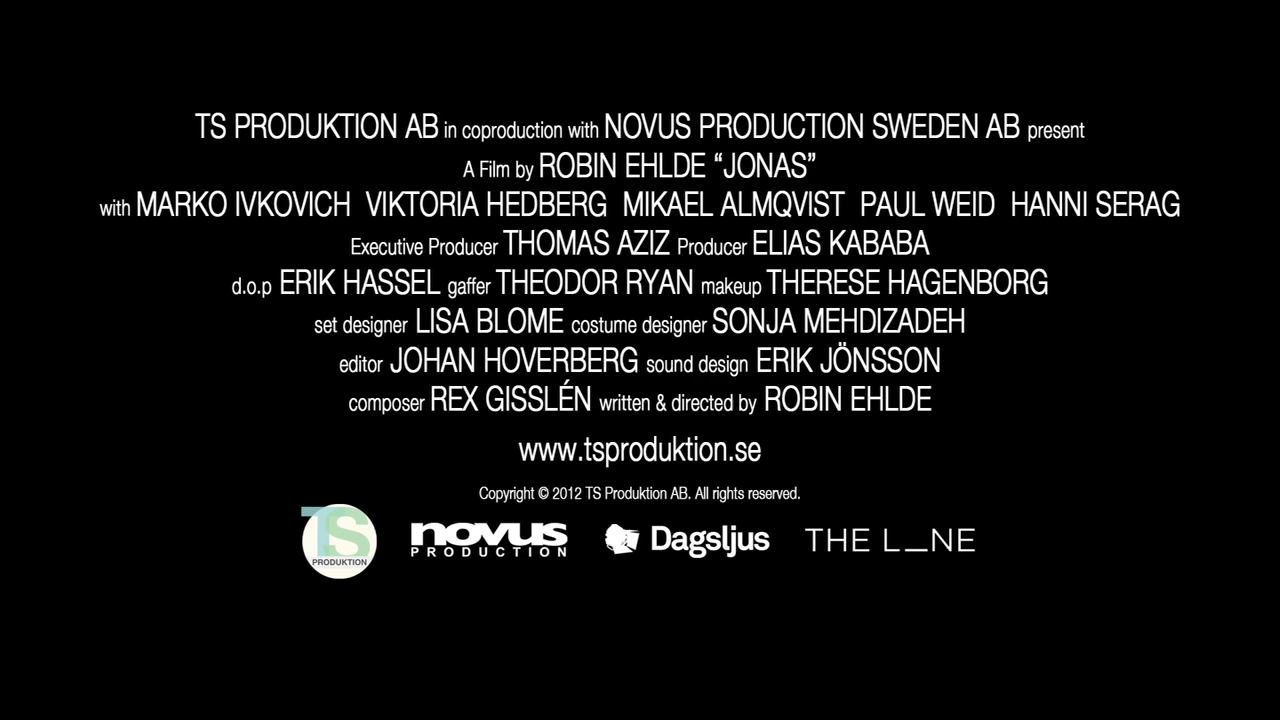 TS PRODUKTION AB in coproduction with NOVUS PRODUCTION SWEDEN AB present
A Film by ROBIN EHLDE “JONAS”
with MARKO IVKOVICH VIKTORIA HEDBERG MIKAEL ALMQVIST PAUL WEID HANNI SERAG
Executive Producer THOMAS AZIZ Producer ELIAS KABABA
d.o.p ERIK HASSEL gaffer THEODOR RYAN makeup THERESE HAGENBORG
set designer LISA BLOME costume designer SONJA MEHDIZADEH
editor JOHAN HOVERBERG sound design ERIK JÖNSSON
composer REX GISSLÉN written & directed by ROBIN EHLDE
www.tsproduktion.se
Copyright © 2012 TS Produktion AB. All rights reserved.
TS
PRODUKTION
novus
PRODUCTION
Dagsljus
THE L_NE